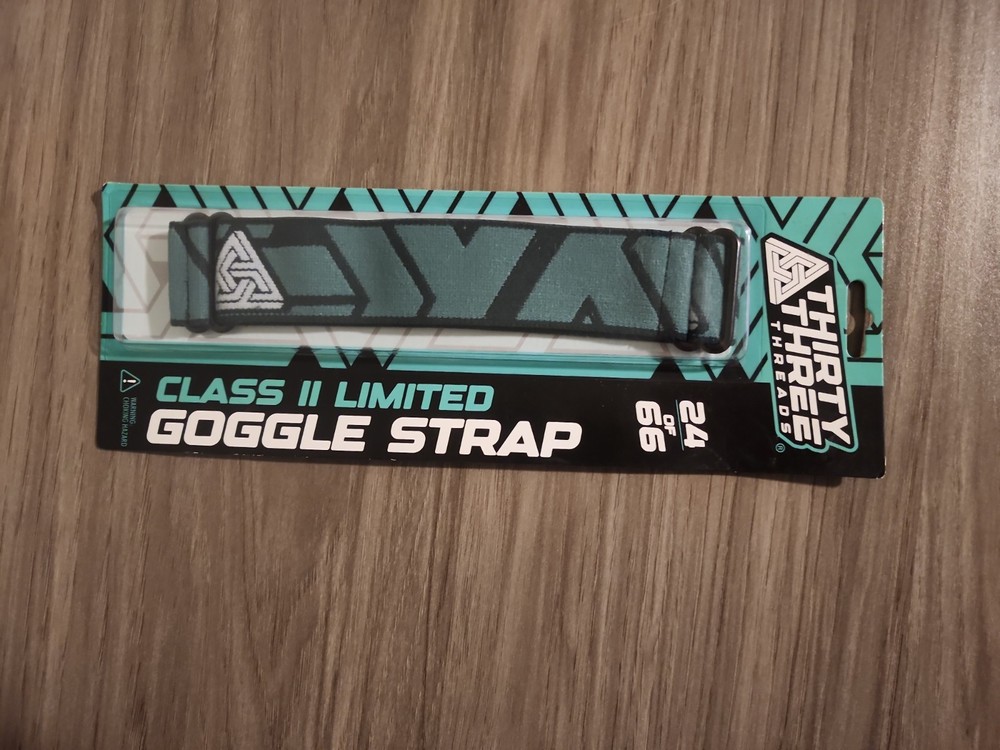 CLASS II LIMITED
GOGGLE STRAP
24
OF
66
THIRTY
THREE
THREADS®
WARNING
CHOKING HAZARD